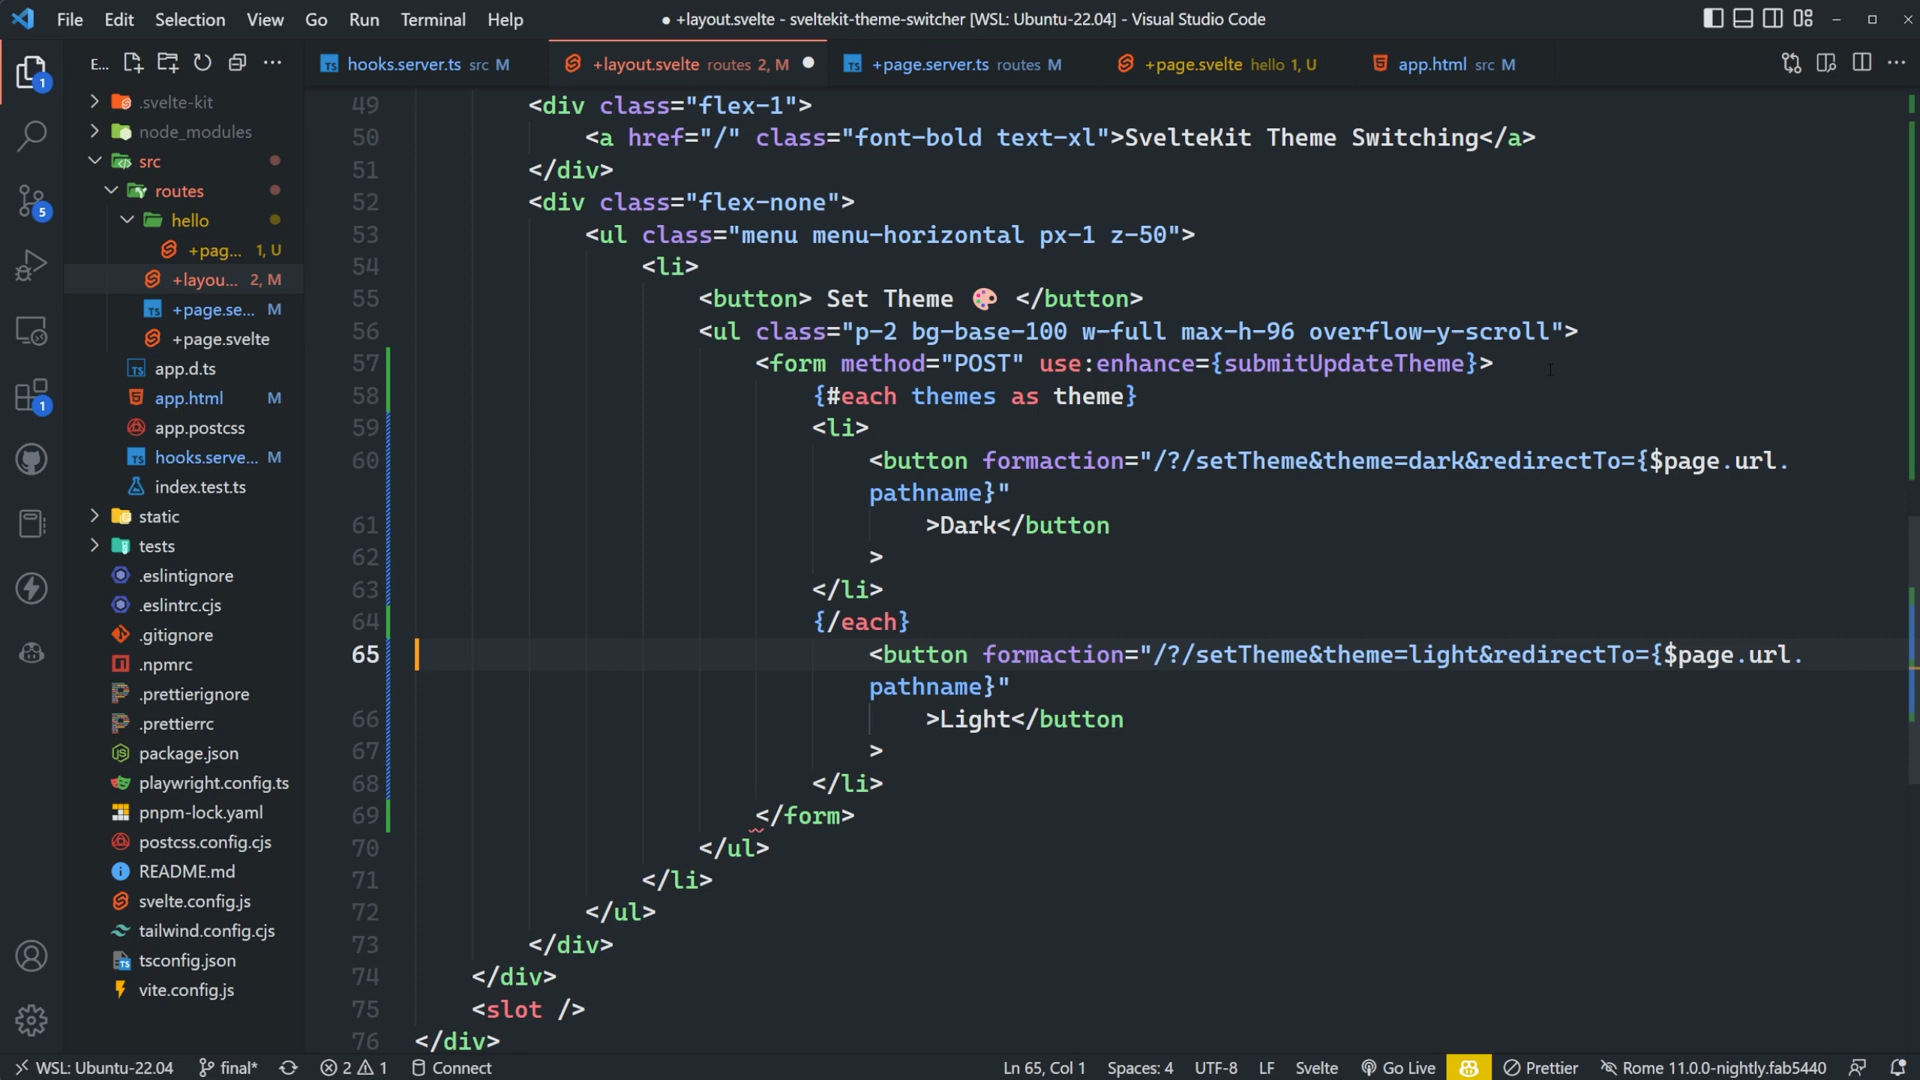 File Edit Selection View Go Run Terminal Help
● +layout.svelte - sveltekit-theme-switcher [WSL: Ubuntu-22.04] - Visual Studio Code
E... ···
hooks.server.ts src M
+layout.svelte routes 2, M ●
+page.server.ts routes M
+page.svelte hello 1, U
app.html src M
1
5
1
.svelte-kit
node_modules
src
routes
hello
+pag... 1, U
+layou... 2, M
+page.se... M
+page.svelte
app.d.ts
app.html M
app.postcss
hooks.serve... M
index.test.ts
static
tests
.eslintignore
.eslintrc.cjs
.gitignore
.npmrc
.prettierignore
.prettierrc
package.json
playwright.config.ts
pnpm-lock.yaml
postcss.config.cjs
README.md
svelte.config.js
tailwind.config.cjs
tsconfig.json
vite.config.js
49 <div class="flex-1">
50 <a href="/" class="font-bold text-xl">SvelteKit Theme Switching</a>
51 </div>
52 <div class="flex-none">
53 <ul class="menu menu-horizontal px-1 z-50">
54 <li>
55 <button> Set Theme 🎨 </button>
56 <ul class="p-2 bg-base-100 w-full max-h-96 overflow-y-scroll">
57 <form method="POST" use:enhance={submitUpdateTheme}>
58 {#each themes as theme}
59 <li>
60 <button formaction="/?/setTheme&theme=dark&redirectTo={$page.url.
pathname}"
61 >Dark</button
62 >
63 </li>
64 {/each}
65 <button formaction="/?/setTheme&theme=light&redirectTo={$page.url.
pathname}"
66 >Light</button
67 >
68 </li>
69 </form>
70 </ul>
71 </li>
72 </ul>
73 </div>
74 </div>
75 <slot />
76 </div>
WSL: Ubuntu-22.04 final* 2 1 Connect
Ln 65, Col 1 Spaces: 4 UTF-8 LF Svelte Go Live Prettier Rome 11.0.0-nightly.fab5440